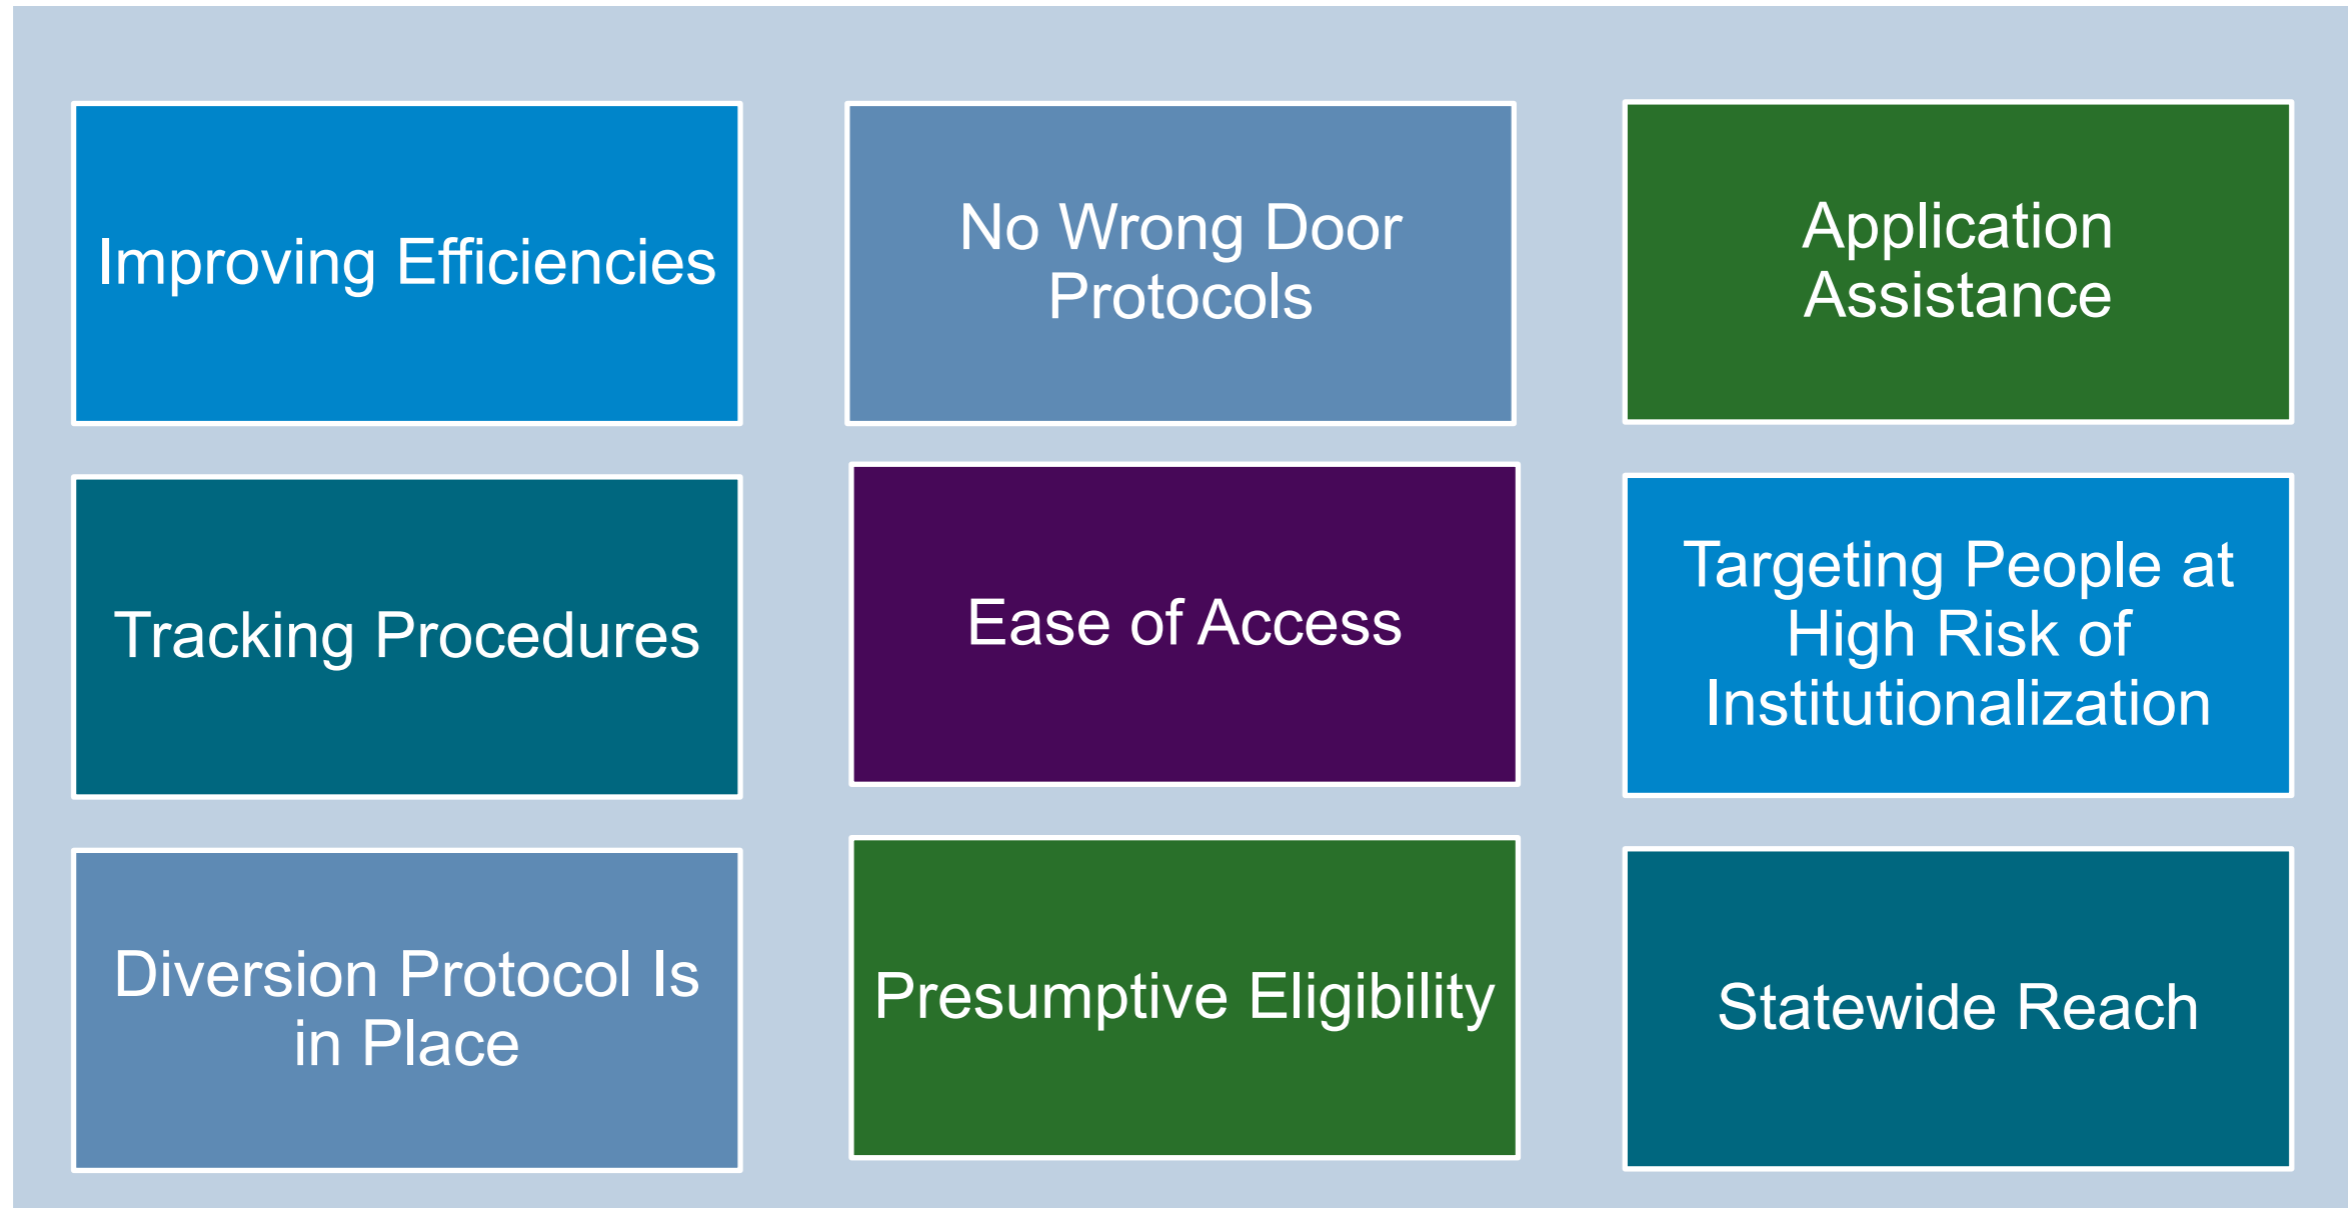 Improving Efficiencies
No Wrong Door
Protocols
Application
Assistance
Tracking Procedures
Ease of Access
Targeting People at
High Risk of
Institutionalization
Diversion Protocol Is
in Place
Presumptive Eligibility
Statewide Reach